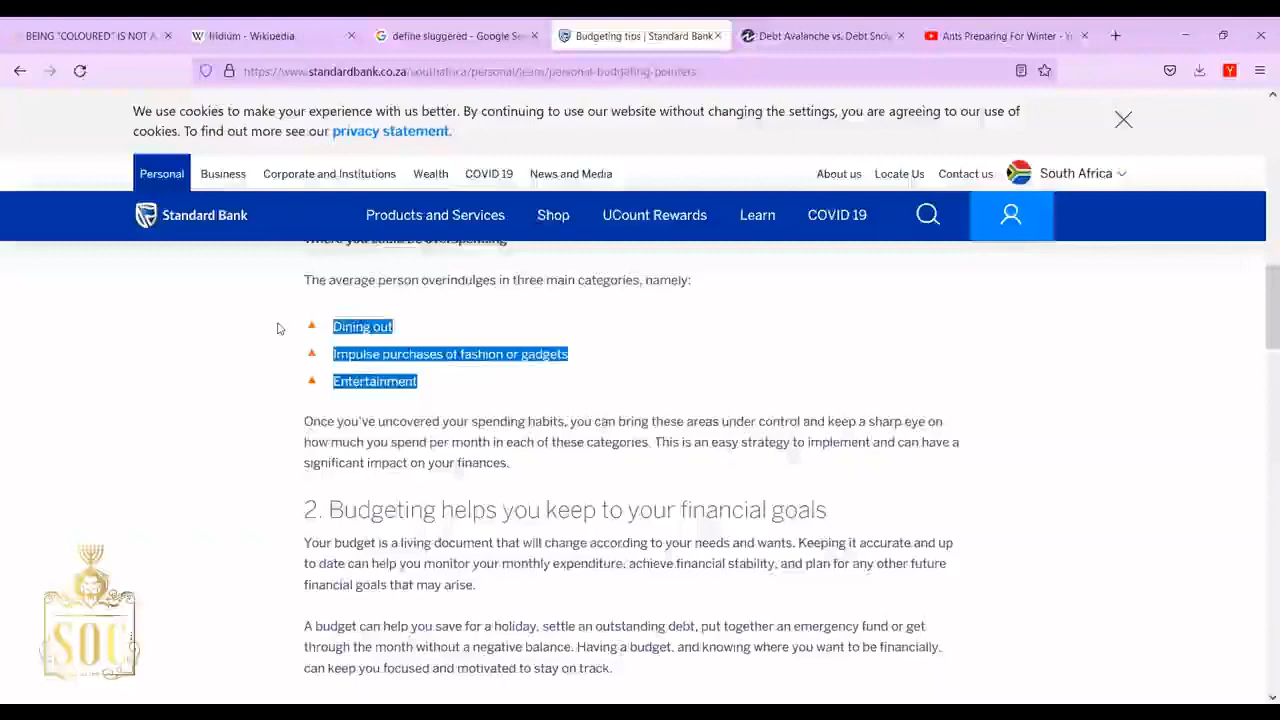 BEING "COLOURED" IS NOT A
Iridium - Wikipedia
define sluggered - Google Se
Budgeting tips | Standard Bank
Debt Avalanche vs. Debt Snow
Ants Preparing For Winter - Y
https://www.standardbank.co.za/southafrica/personal/learn/personal-budgeting-pointers
We use cookies to make your experience with us better. By continuing to use our website without changing the settings, you are agreeing to our use of
cookies. To find out more see our privacy statement.
Personal Business Corporate and Institutions Wealth COVID 19 News and Media About us Locate Us Contact us South Africa
Standard Bank Products and Services Shop UCount Rewards Learn COVID 19
Where you could be overspending
The average person overindulges in three main categories, namely:
Dining out
Impulse purchases of fashion or gadgets
Entertainment
Once you've uncovered your spending habits, you can bring these areas under control and keep a sharp eye on
how much you spend per month in each of these categories. This is an easy strategy to implement and can have a
significant impact on your finances.
2. Budgeting helps you keep to your financial goals
Your budget is a living document that will change according to your needs and wants. Keeping it accurate and up
to date can help you monitor your monthly expenditure, achieve financial stability, and plan for any other future
financial goals that may arise.
A budget can help you save for a holiday, settle an outstanding debt, put together an emergency fund or get
through the month without a negative balance. Having a budget, and knowing where you want to be financially,
can keep you focused and motivated to stay on track.
SOC